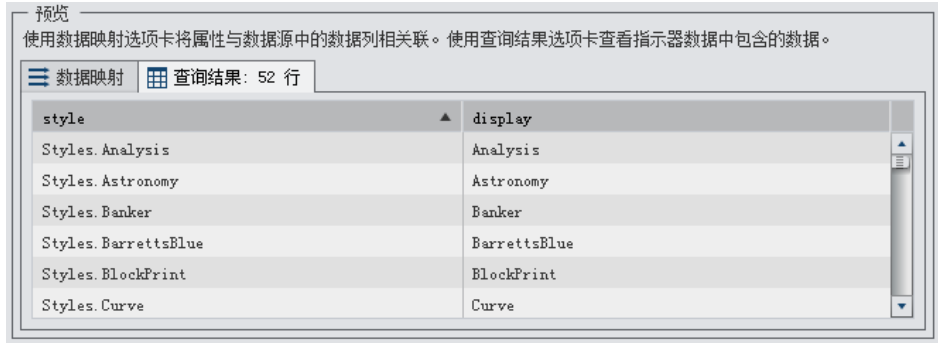 预览
使用数据映射选项卡将属性与数据源中的数据列相关联。使用查询结果选项卡查看指示器数据中包含的数据。
数据映射 查询结果: 52 行
style display
Styles.Analysis Analysis
Styles.Astronomy Astronomy
Styles.Banker Banker
Styles.BarrettsBlue BarrettsBlue
Styles.BlockPrint BlockPrint
Styles.Curve Curve